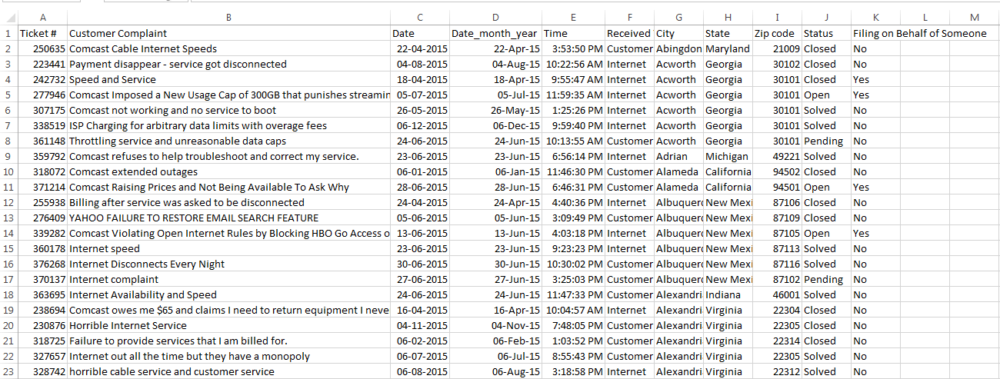 A B C D E F G H I J K L M
1 Ticket # Customer Complaint Date Date_month_year Time Received City State Zip code Status Filing on Behalf of Someone
2 250635 Comcast Cable Internet Speeds 22-04-2015 22-Apr-15 3:53:50 PM Customer Abingdon Maryland 21009 Closed No
3 223441 Payment disappear - service got disconnected 04-08-2015 04-Aug-15 10:22:56 AM Internet Acworth Georgia 30102 Closed No
4 242732 Speed and Service 18-04-2015 18-Apr-15 9:55:47 AM Internet Acworth Georgia 30101 Closed Yes
5 277946 Comcast Imposed a New Usage Cap of 300GB that punishes streamin 05-07-2015 05-Jul-15 11:59:35 AM Internet Acworth Georgia 30101 Open Yes
6 307175 Comcast not working and no service to boot 26-05-2015 26-May-15 1:25:26 PM Internet Acworth Georgia 30101 Solved No
7 338519 ISP Charging for arbitrary data limits with overage fees 06-12-2015 06-Dec-15 9:59:40 PM Internet Acworth Georgia 30101 Solved No
8 361148 Throttling service and unreasonable data caps 24-06-2015 24-Jun-15 10:13:55 AM Customer Acworth Georgia 30101 Pending No
9 359792 Comcast refuses to help troubleshoot and correct my service. 23-06-2015 23-Jun-15 6:56:14 PM Internet Adrian Michigan 49221 Solved No
10 318072 Comcast extended outages 06-01-2015 06-Jan-15 11:46:30 PM Customer Alameda California 94502 Closed No
11 371214 Comcast Raising Prices and Not Being Available To Ask Why 28-06-2015 28-Jun-15 6:46:31 PM Customer Alameda California 94501 Open Yes
12 255938 Billing after service was asked to be disconnected 24-04-2015 24-Apr-15 4:40:36 PM Internet Albuquer New Mexi 87106 Closed No
13 276409 YAHOO FAILURE TO RESTORE EMAIL SEARCH FEATURE 05-06-2015 05-Jun-15 3:09:49 PM Customer Albuquer New Mexi 87109 Closed No
14 339282 Comcast Violating Open Internet Rules by Blocking HBO Go Access o 13-06-2015 13-Jun-15 4:03:18 PM Internet Albuquer New Mexi 87105 Open Yes
15 360178 Internet speed 23-06-2015 23-Jun-15 9:23:23 PM Internet Albuquer New Mexi 87113 Solved No
16 376268 Internet Disconnects Every Night 30-06-2015 30-Jun-15 10:30:02 PM Customer Albuquer New Mexi 87116 Solved No
17 370137 Internet complaint 27-06-2015 27-Jun-15 3:25:03 PM Customer Albuquer New Mexi 87102 Pending No
18 363695 Internet Availability and Speed 24-06-2015 24-Jun-15 11:47:33 PM Customer Alexandri Indiana 46001 Solved No
19 238694 Comcast owes me $65 and claims I need to return equipment I neve 16-04-2015 16-Apr-15 10:04:57 AM Internet Alexandri Virginia 22304 Closed No
20 230876 Horrible Internet Service 04-11-2015 04-Nov-15 7:48:05 PM Customer Alexandri Virginia 22305 Closed No
21 318725 Failure to provide services that I am billed for. 06-02-2015 06-Feb-15 1:03:52 PM Customer Alexandri Virginia 22314 Closed No
22 327657 Internet out all the time but they have a monopoly 06-07-2015 06-Jul-15 8:55:43 PM Customer Alexandri Virginia 22305 Solved No
23 328742 horrible cable service and customer service 06-08-2015 06-Aug-15 3:18:58 PM Internet Alexandri Virginia 22312 Solved No